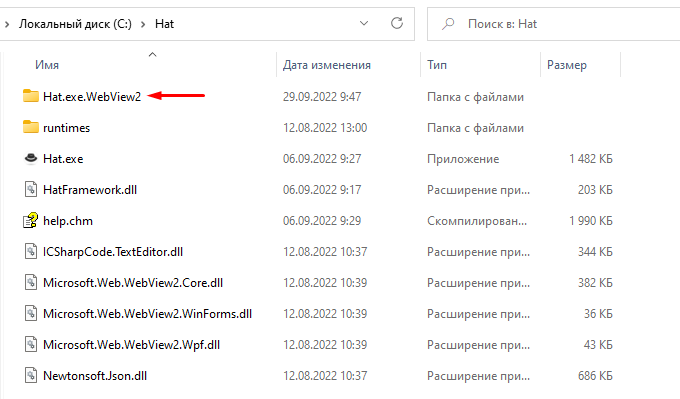 Локальный диск (C:) Hat Поиск в: Hat
Имя Дата изменения Тип Размер
Hat.exe.WebView2 29.09.2022 9:47 Папка с файлами
runtimes 12.08.2022 13:00 Папка с файлами
Hat.exe 06.09.2022 9:27 Приложение 1 482 КБ
HatFramework.dll 06.09.2022 9:17 Расширение при... 203 КБ
help.chm 06.09.2022 9:29 Скомпилирован... 1 990 КБ
ICSharpCode.TextEditor.dll 12.08.2022 10:37 Расширение при... 344 КБ
Microsoft.Web.WebView2.Core.dll 12.08.2022 10:39 Расширение при... 382 КБ
Microsoft.Web.WebView2.WinForms.dll 12.08.2022 10:39 Расширение при... 36 КБ
Microsoft.Web.WebView2.Wpf.dll 12.08.2022 10:39 Расширение при... 43 КБ
Newtonsoft.Json.dll 12.08.2022 10:37 Расширение при... 686 КБ